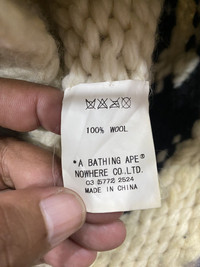 100% WOOL
*A BATHING APE®
NOWHERE CO.,LTD.
03 5772 2524
MADE IN CHINA